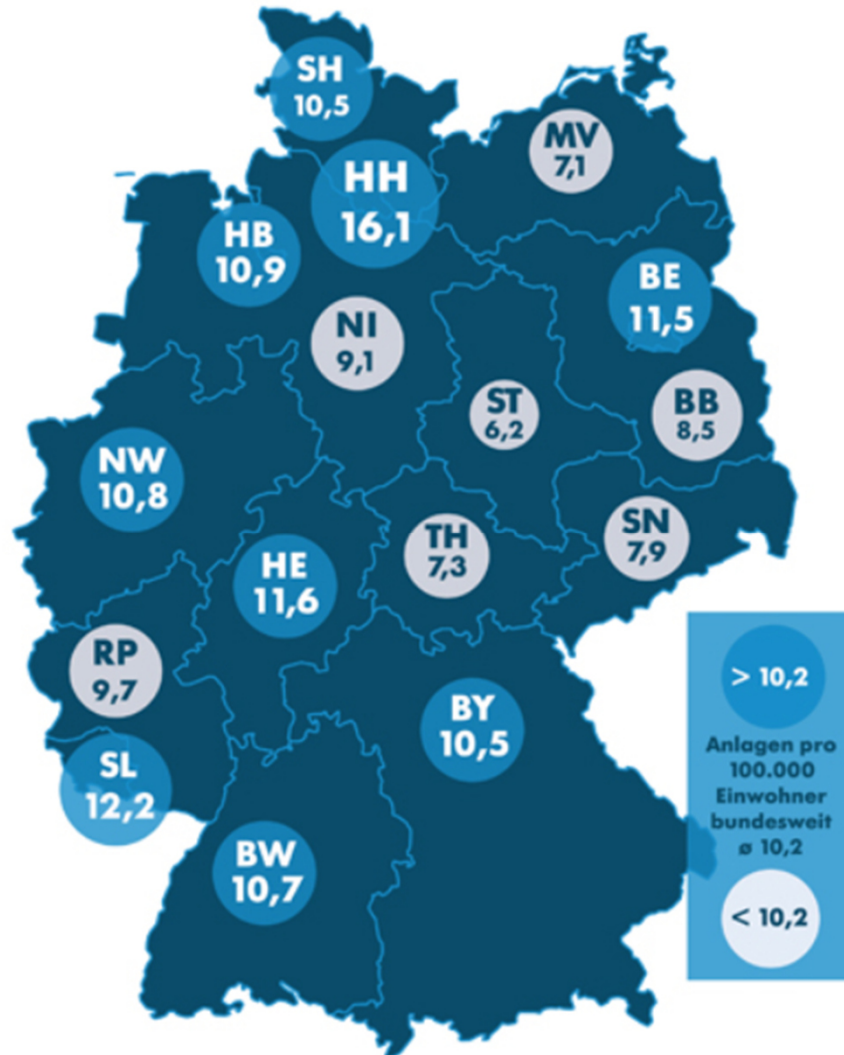 SH
10,5
MV
7,1
HH
16,1
HB
10,9
BE
11,5
NI
9,1
ST
6,2
BB
8,5
NW
10,8
SN
7,9
TH
7,3
HE
11,6
RP
9,7
BY
10,5
SL
12,2
BW
10,7
> 10,2
Anlagen pro
100.000
Einwohner
bundesweit
ø 10,2
< 10,2